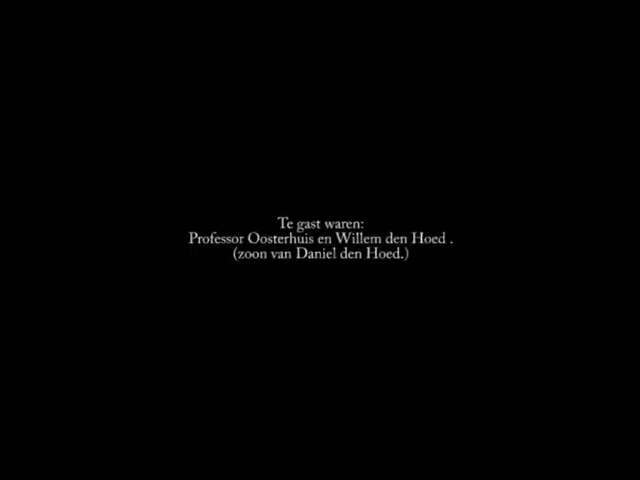 Te gast waren:
Professor Oosterhuis en Willem den Hoed .
(zoon van Daniel den Hoed.)